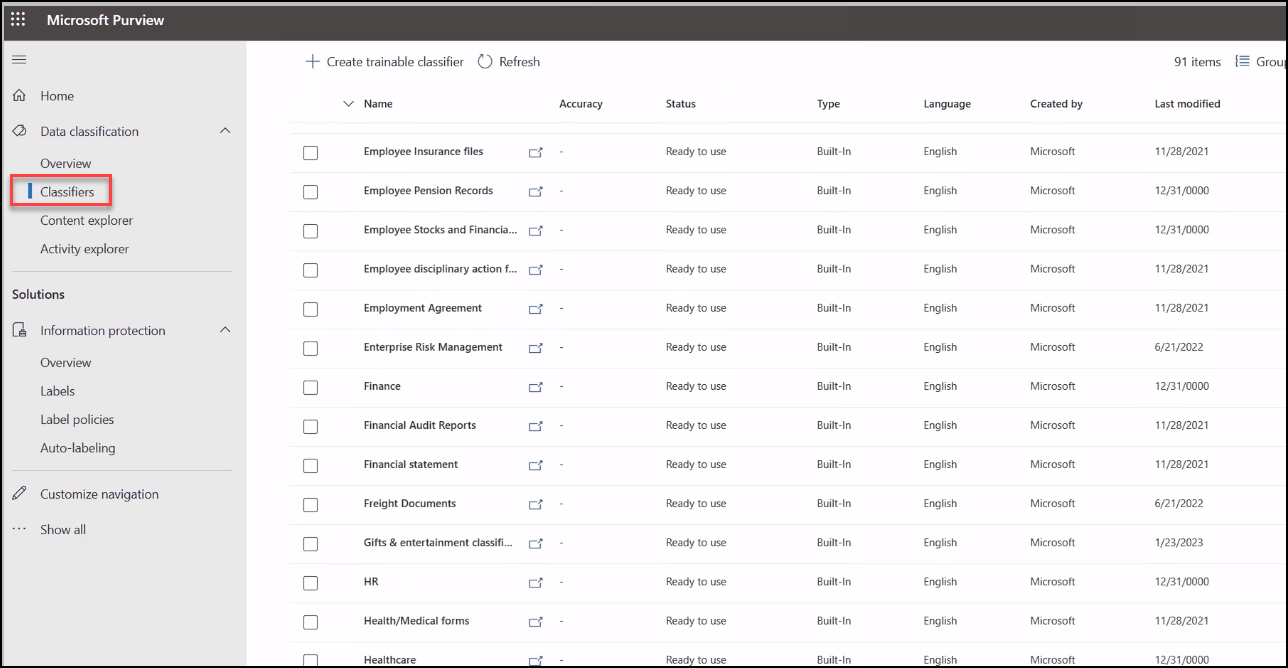 Microsoft Purview
Home
Data classification
Overview
Classifiers
Content explorer
Activity explorer
Solutions
Information protection
Overview
Labels
Label policies
Auto-labeling
Customize navigation
Show all
Create trainable classifier Refresh 91 items Grou
Name Accuracy Status Type Language Created by Last modified
Employee Insurance files - Ready to use Built-In English Microsoft 11/28/2021
Employee Pension Records - Ready to use Built-In English Microsoft 12/31/0000
Employee Stocks and Financia... - Ready to use Built-In English Microsoft 12/31/0000
Employee disciplinary action f... - Ready to use Built-In English Microsoft 11/28/2021
Employment Agreement - Ready to use Built-In English Microsoft 11/28/2021
Enterprise Risk Management - Ready to use Built-In English Microsoft 6/21/2022
Finance - Ready to use Built-In English Microsoft 12/31/0000
Financial Audit Reports - Ready to use Built-In English Microsoft 11/28/2021
Financial statement - Ready to use Built-In English Microsoft 11/28/2021
Freight Documents - Ready to use Built-In English Microsoft 6/21/2022
Gifts & entertainment classifi... - Ready to use Built-In English Microsoft 1/23/2023
HR - Ready to use Built-In English Microsoft 12/31/0000
Health/Medical forms - Ready to use Built-In English Microsoft 11/28/2021
Healthcare - Ready to use Built-In English Microsoft 12/31/0000